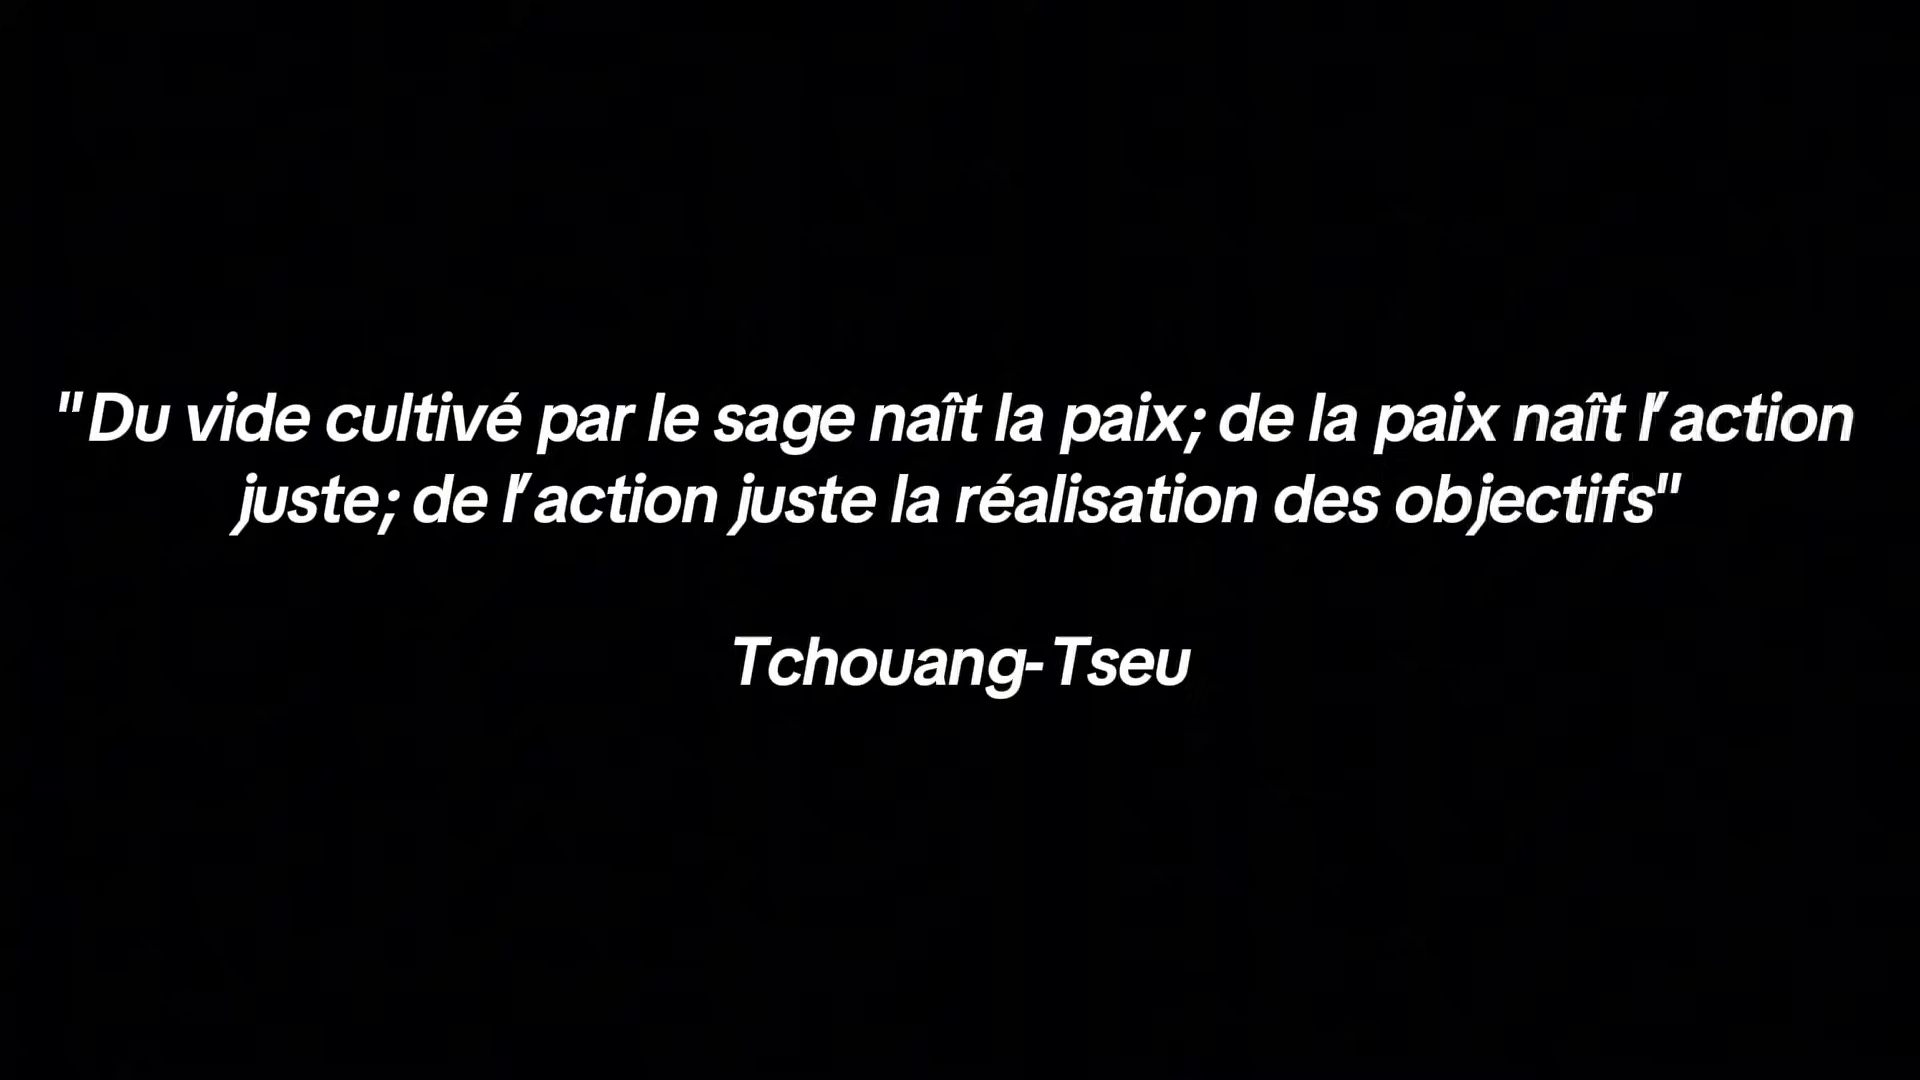 "Du vide cultivé par le sage naît la paix; de la paix naît l'action
juste; de l'action juste la réalisation des objectifs"
Tchouang-Tseu